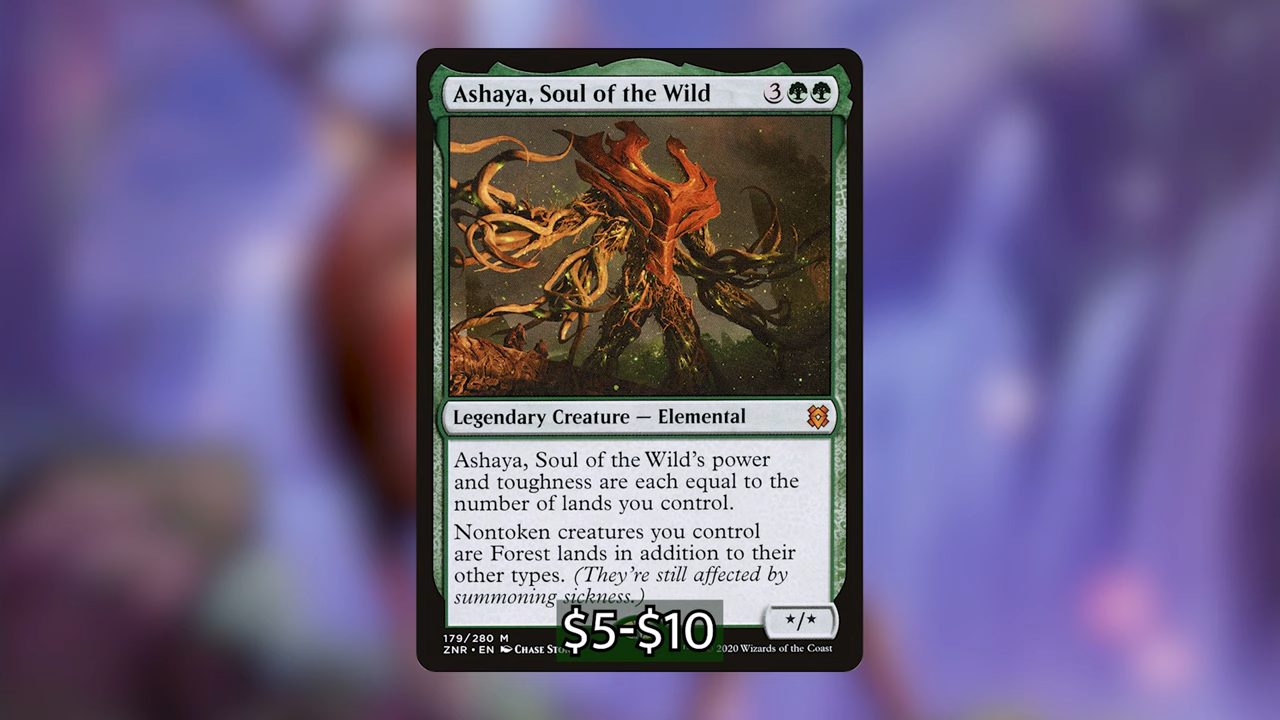 Ashaya, Soul of the Wild 3
Legendary Creature — Elemental
Ashaya, Soul of the Wild's power
and toughness are each equal to the
number of lands you control.
Nontoken creatures you control
are Forest lands in addition to their
other types. (They're still affected by
summoning sickness.)
$5-$10
*/*
179/280 M
ZNR • EN CHASE
2020 Wizards of the Coast